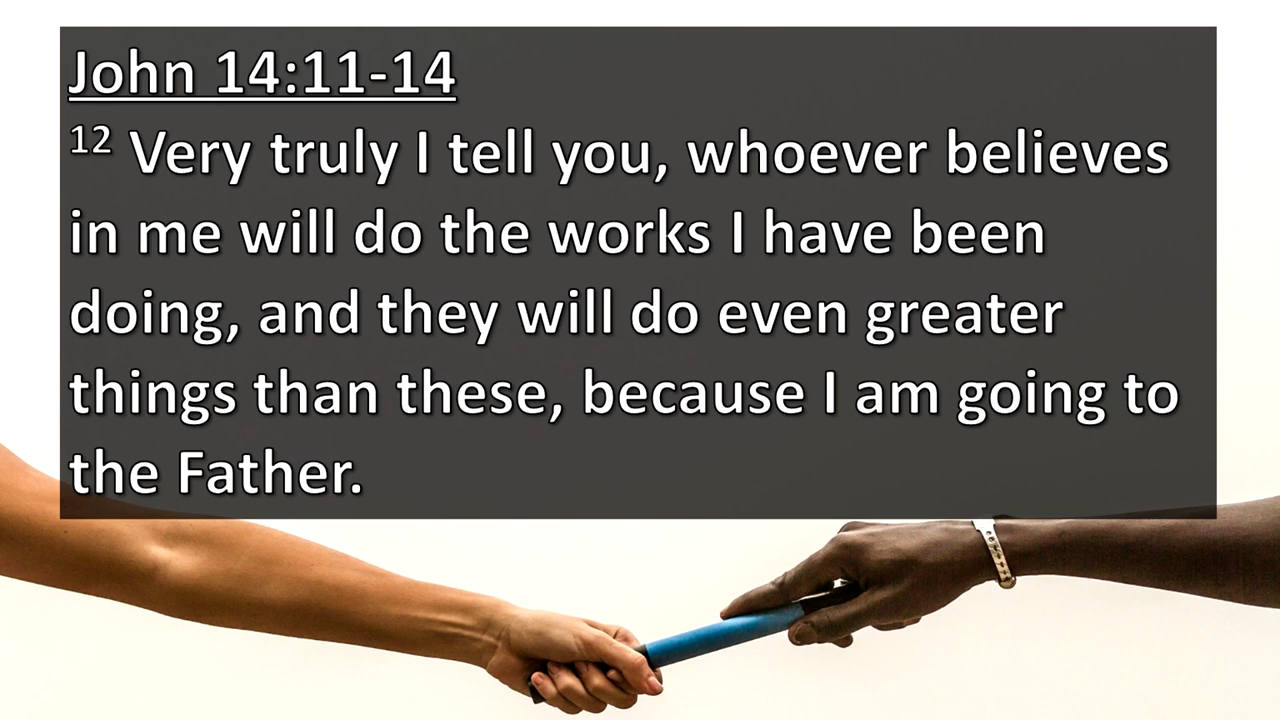 John 14:11-14
12 Very truly I tell you, whoever believes
in me will do the works I have been
doing, and they will do even greater
things than these, because I am going to
the Father.